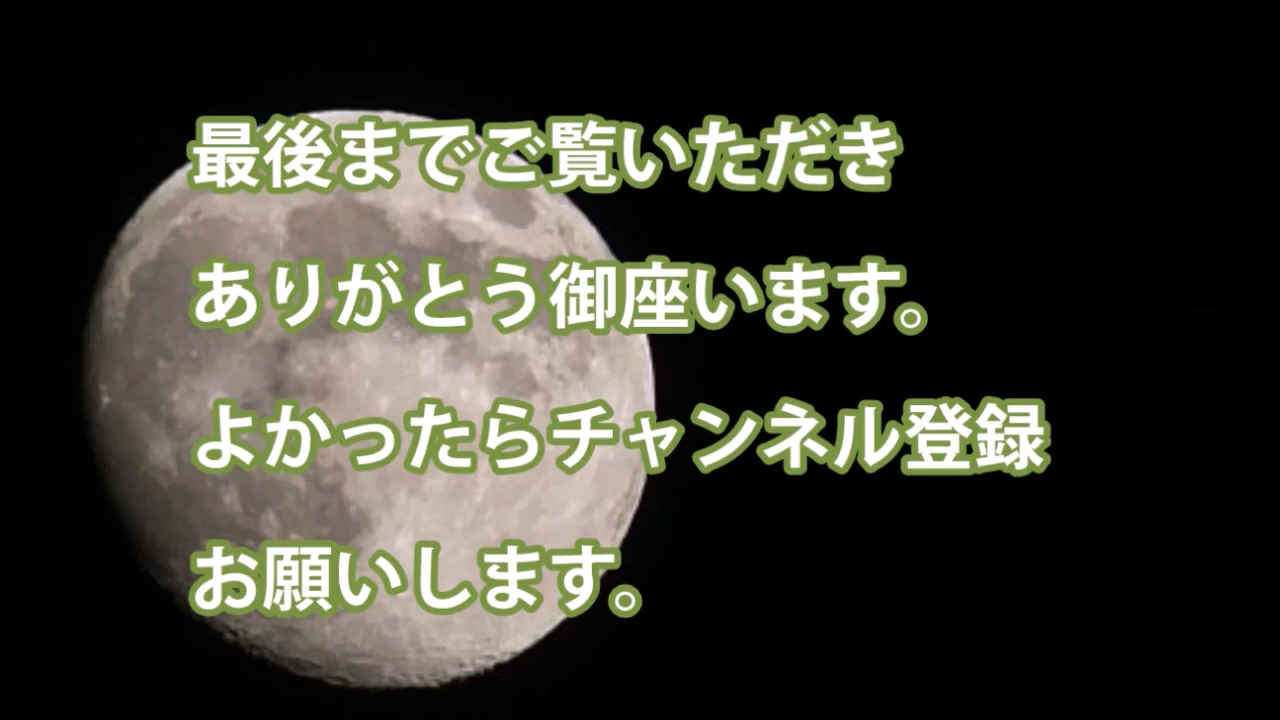 最後までご覧いただき
ありがとう御座います。
よかったらチャンネル登録
お願いします。